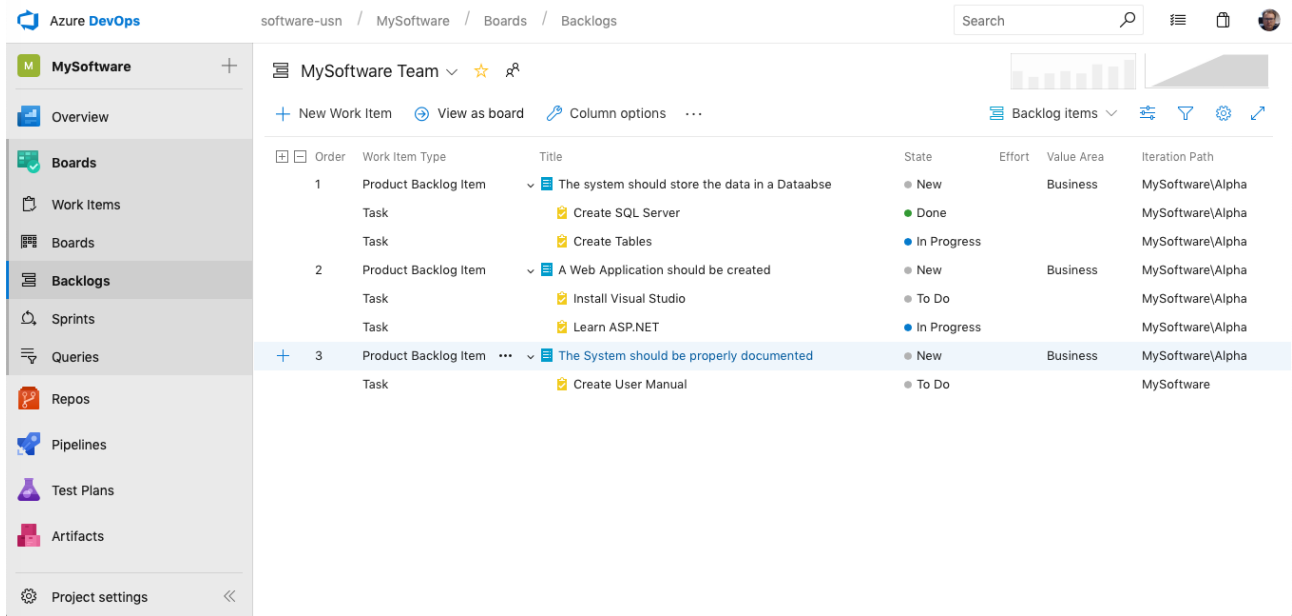 Azure DevOps
software-usn / MySoftware / Boards / Backlogs
Search
M MySoftware
MySoftware Team
Overview
New Work Item View as board Column options ...
Backlog items
Boards
Work Items
Boards
Backlogs
Sprints
Queries
Repos
Pipelines
Test Plans
Artifacts
Project settings
Order Work Item Type Title State Effort Value Area Iteration Path
1 Product Backlog Item The system should store the data in a Dataabse New Business MySoftware\Alpha
Task Create SQL Server Done MySoftware\Alpha
Task Create Tables In Progress MySoftware\Alpha
2 Product Backlog Item A Web Application should be created New Business MySoftware\Alpha
Task Install Visual Studio To Do MySoftware\Alpha
Task Learn ASP.NET In Progress MySoftware\Alpha
3 Product Backlog Item ... The System should be properly documented New Business MySoftware\Alpha
Task Create User Manual To Do MySoftware